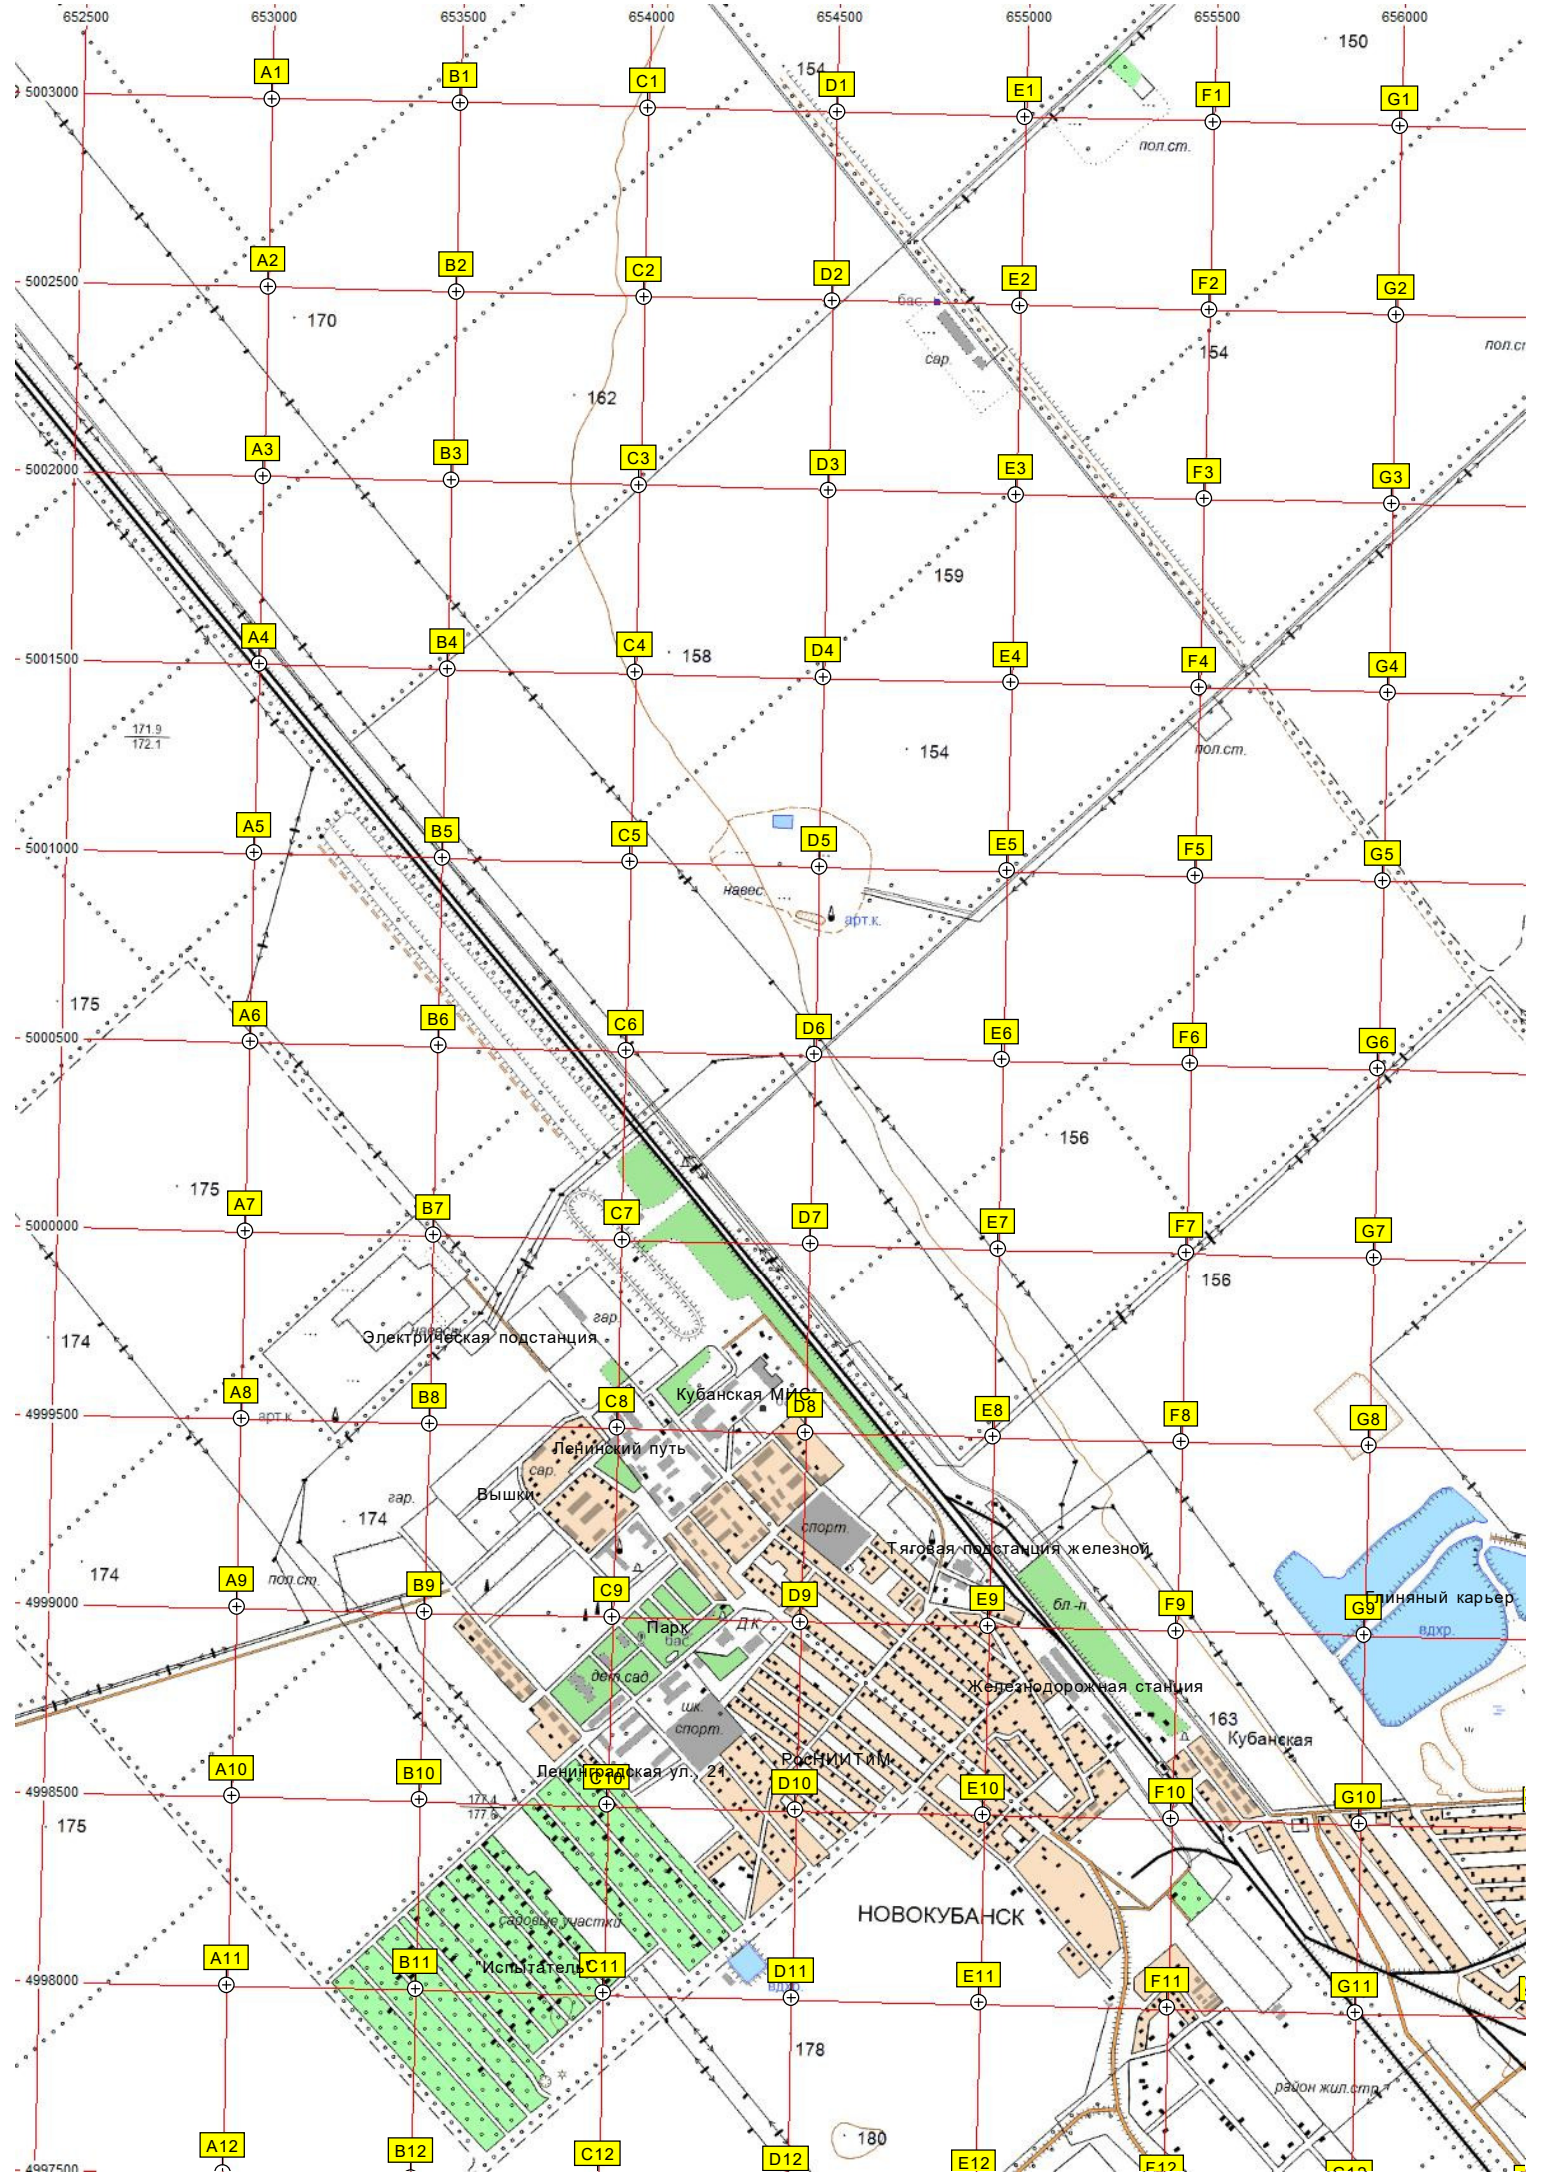 652500 653000 653500 654000 654500 655000 655500 656000
150
154
A1 B1 C1 D1 E1 F1 G1
5003000
пол.ст.
A2 B2 C2 D2 E2 F2 G2
5002500
бас.
170
154
пол.ст
сар.
162
A3 B3 C3 D3 E3 F3 G3
5002000
159
A4 B4 C4 D4 E4 F4 G4
5001500
158
171.9
172.1
154
пол.ст.
A5 B5 C5 D5 E5 F5 G5
5001000
навес
арт.к.
175
A6 B6 C6 D6 E6 F6 G6
5000500
156
175
A7 B7 C7 D7 E7 F7 G7
5000000
156
гар.
174
навесы
Электрическая подстанция
Кубанская МИС
A8 B8 C8 D8 E8 F8 G8
4999500
арт.к.
Ленинский путь
сар.
Вышки
гар.
174
спорт.
Тяговая подстанция железной
174
пол.ст.
A9 B9 C9 D9 E9 F9 G9
4999000
бл.-п
Глиняный карьер
Парк
Д К
бас.
вдхр.
дет.сад
Железнодорожная станция
шк.
спорт.
163
Кубанская
РосНИИТиМ
Ленинградская ул., 21
A10 B10 C10 D10 E10 F10 G10
4998500
177.4
177.6
175
НОВОКУБАНСК
садовые участки
"Испытатель"
A11 B11 C11 D11 E11 F11 G11
4998000
вдхр.
178
район жил.стр.
180
A12 B12 C12 D12 E12 F12 G12
4997500